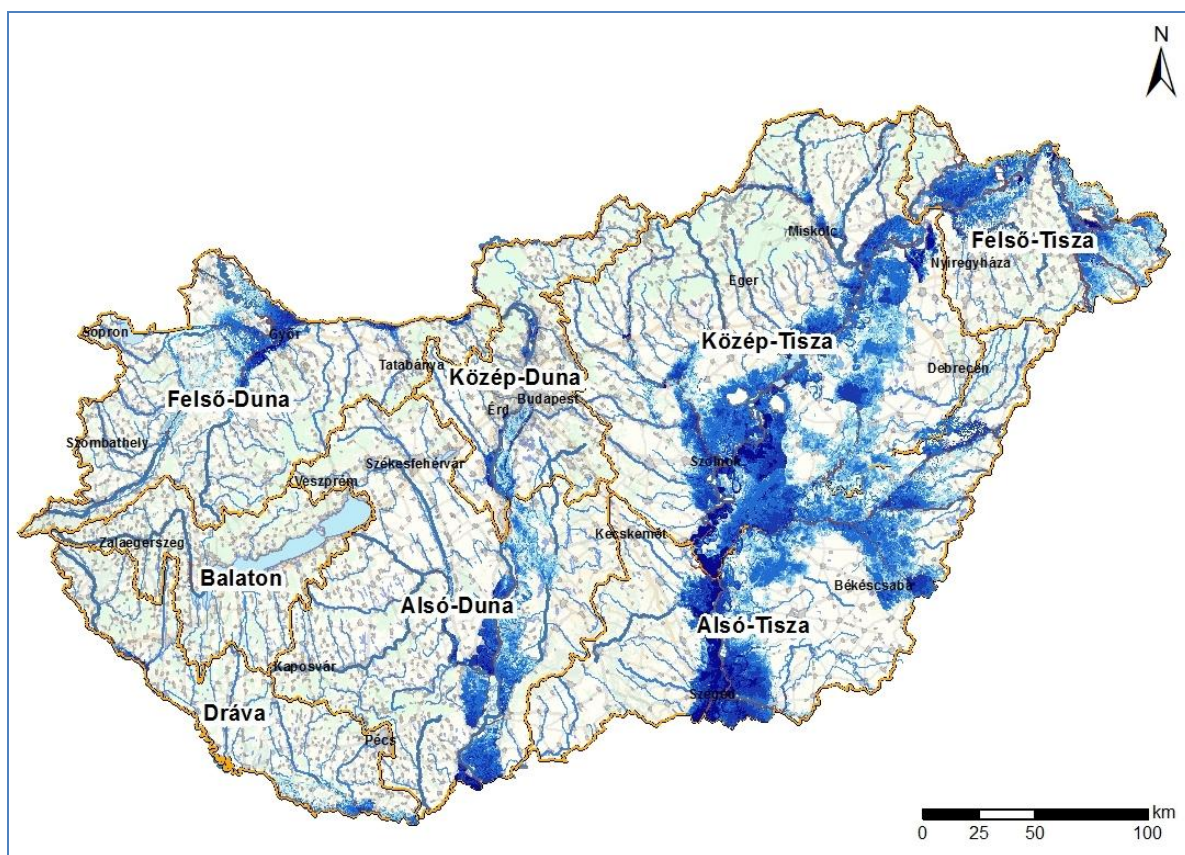 N
Miskolc
Felső-Tisza
Nyíregyháza
Eger
Sopron
Győr
Közép-Tisza
Tatabánya
Közép-Duna
Debrecen
Felső-Duna
Budapest
Érd
Szombathely
Székesfehérvár
Szolnok
Veszprém
Kecskemét
Zalaegerszeg
Balaton
Békéscsaba
Alsó-Duna
Alsó-Tisza
Kaposvár
Szeged
Dráva
Pécs
km
0 25 50 100